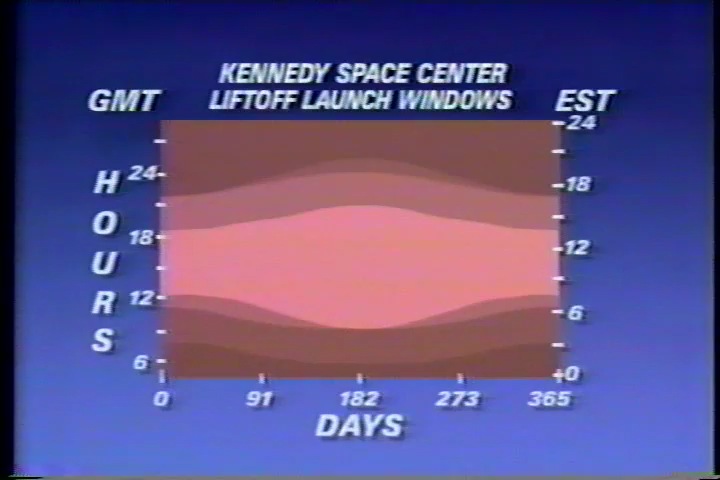 KENNEDY SPACE CENTER
LIFTOFF LAUNCH WINDOWS
GMT
EST
HOURS
24
18
12
6
24
18
12
6
0
0 91 182 273 365
DAYS